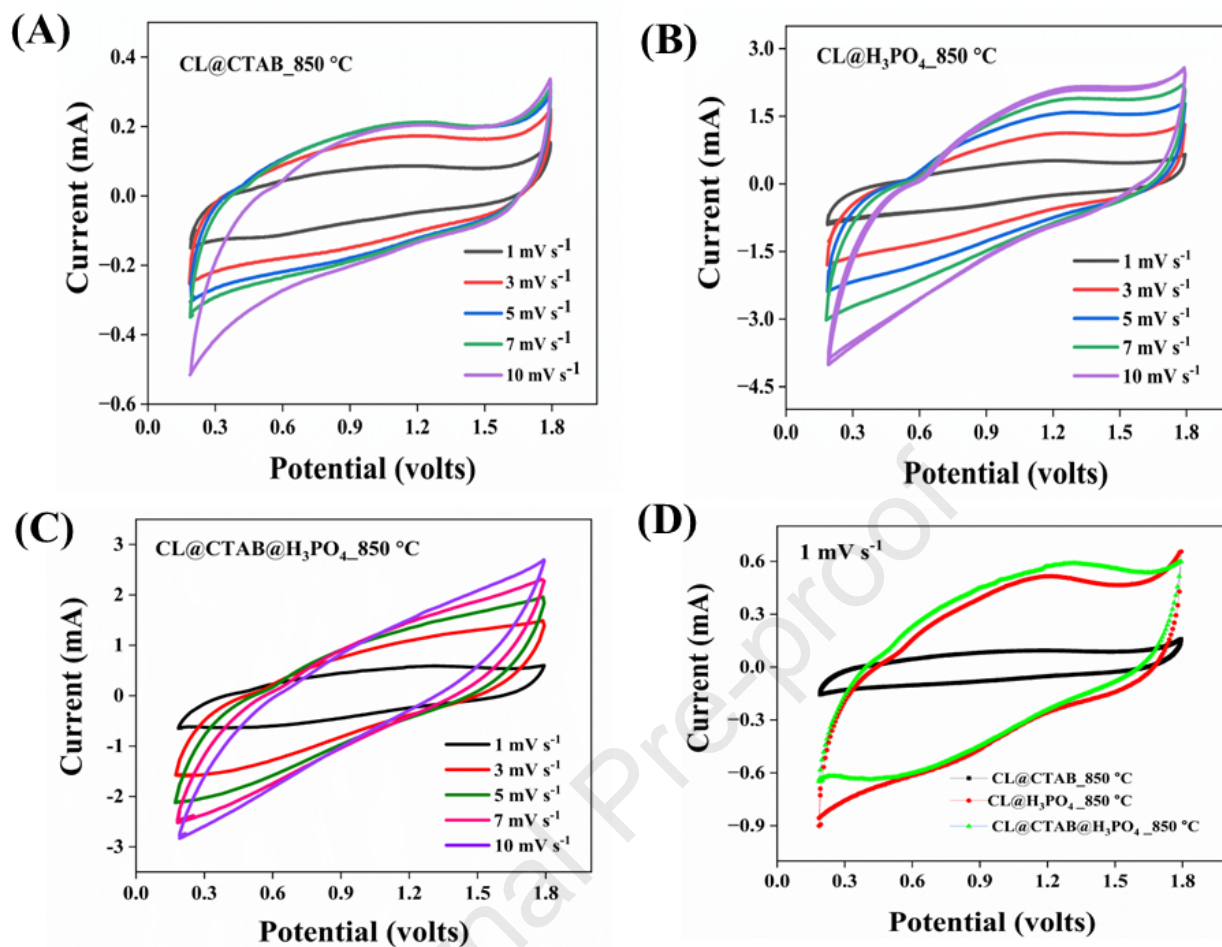 (A)
CL@CTAB_850 °C
Current (mA)
0.4
0.2
0.0
−0.2
−0.4
−0.6
1 mV s⁻¹
3 mV s⁻¹
5 mV s⁻¹
7 mV s⁻¹
10 mV s⁻¹
0.0 0.3 0.6 0.9 1.2 1.5 1.8
Potential (volts)
(B)
CL@H₃PO₄_850 °C
Current (mA)
3.0
1.5
0.0
−1.5
−3.0
−4.5
1 mV s⁻¹
3 mV s⁻¹
5 mV s⁻¹
7 mV s⁻¹
10 mV s⁻¹
0.0 0.3 0.6 0.9 1.2 1.5 1.8
Potential (volts)
(C)
CL@CTAB@H₃PO₄_850 °C
Current (mA)
3
2
1
0
−1
−2
−3
1 mV s⁻¹
3 mV s⁻¹
5 mV s⁻¹
7 mV s⁻¹
10 mV s⁻¹
0.0 0.3 0.6 0.9 1.2 1.5 1.8
Potential (volts)
(D)
1 mV s⁻¹
Current (mA)
0.6
0.3
0.0
−0.3
−0.6
−0.9
CL@CTAB_850 °C
CL@H₃PO₄_850 °C
CL@CTAB@H₃PO₄_850 °C
0.0 0.3 0.6 0.9 1.2 1.5 1.8
Potential (volts)
nal Pre-proof